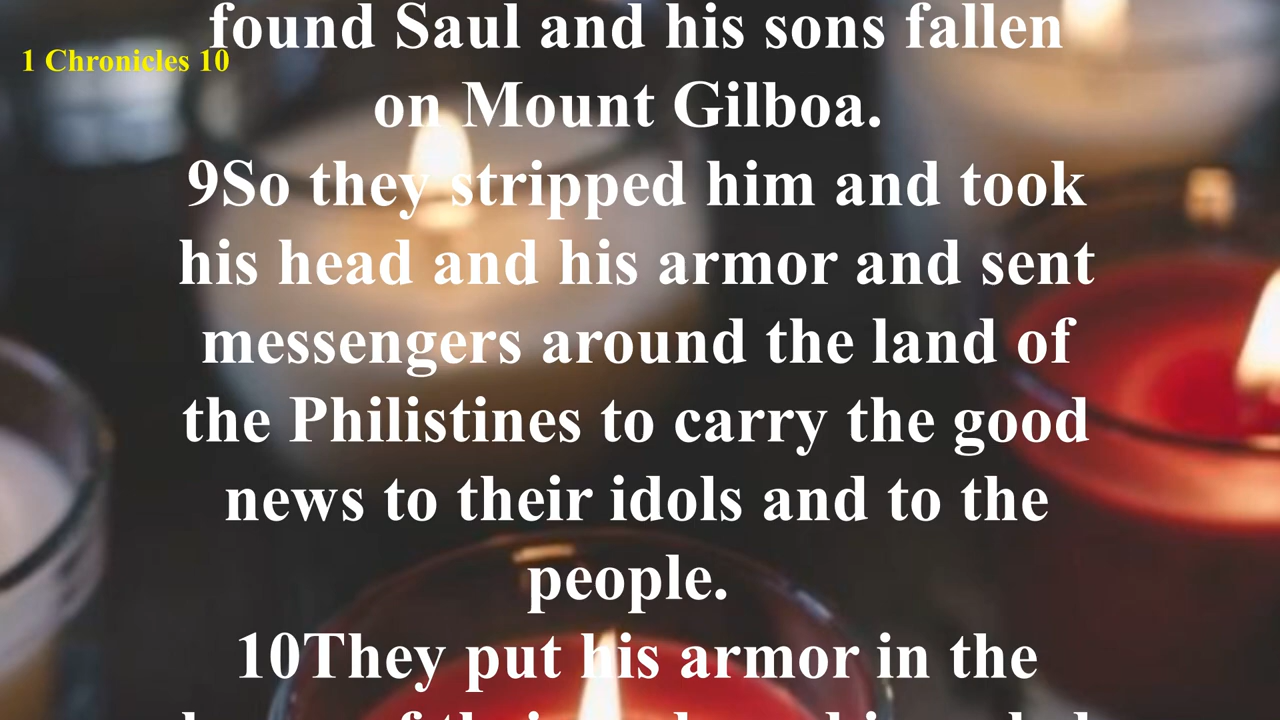 found Saul and his sons fallen
1 Chronicles 10
on Mount Gilboa.
9So they stripped him and took
his head and his armor and sent
messengers around the land of
the Philistines to carry the good
news to their idols and to the
people.
10They put his armor in the